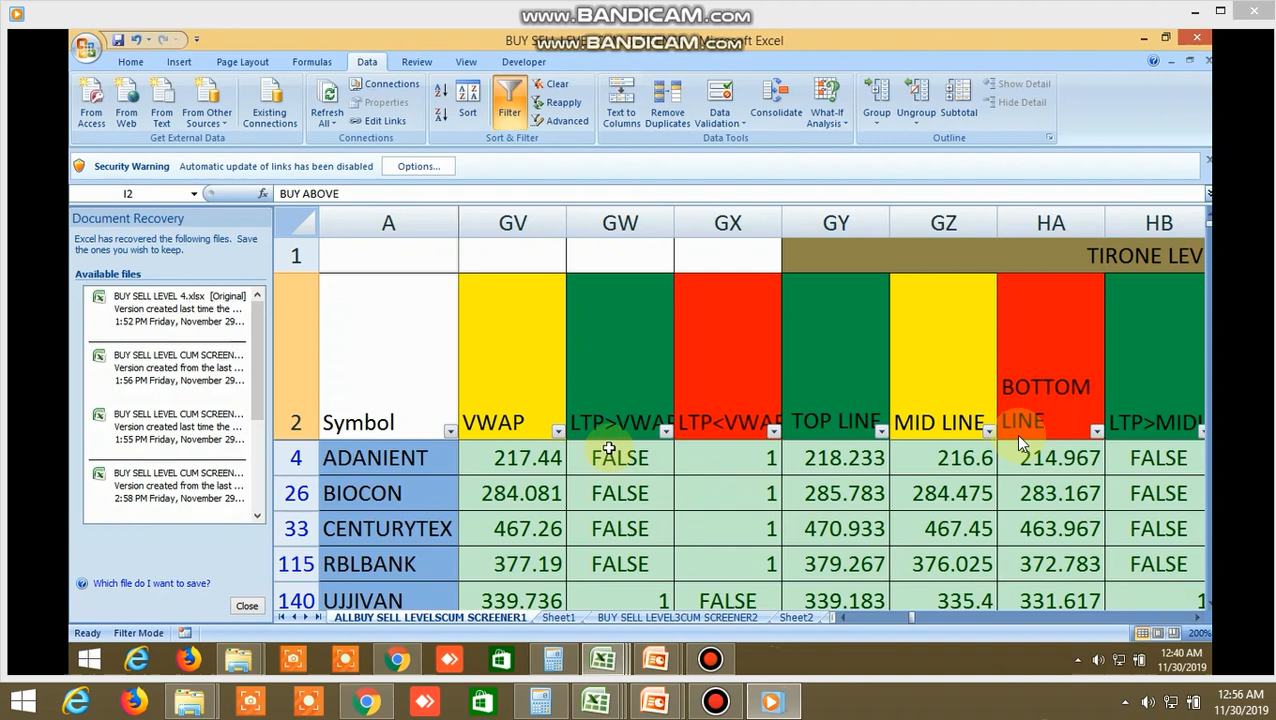 www.BANDICAM.com
BUY SELL LEVEL
Microsoft Excel
www.BANDICAM.com
Home Insert Page Layout Formulas Data Review View Developer
From Access
From Web
From Text
From Other Sources
Existing Connections
Get External Data
Refresh All
Connections
Properties
Edit Links
Connections
Sort
Filter
Clear
Reapply
Advanced
Sort & Filter
Text to Columns
Remove Duplicates
Data Validation
Consolidate
What-If Analysis
Data Tools
Group
Ungroup
Subtotal
Show Detail
Hide Detail
Outline
Security Warning Automatic update of links has been disabled Options...
I2 fx BUY ABOVE
Document Recovery
Excel has recovered the following files. Save
the ones you wish to keep.
Available files
BUY SELL LEVEL 4.xlsx [Original]
Version created last time the ...
1:52 PM Friday, November 29...
BUY SELL LEVEL CUM SCREEN...
Version created from the last ...
1:56 PM Friday, November 29...
BUY SELL LEVEL CUM SCREEN...
Version created from the last ...
1:55 PM Friday, November 29...
BUY SELL LEVEL CUM SCREEN...
Version created last time the ...
2:58 PM Friday, November 29...
Which file do I want to save?
Close
A GV GW GX GY GZ HA HB
1 TIRONE LEV
2 Symbol VWAP LTP>VWAP LTP<VWAP TOP LINE MID LINE BOTTOM LINE LTP>MIDL
4 ADANIENT 217.44 FALSE 1 218.233 216.6 214.967 FALSE
26 BIOCON 284.081 FALSE 1 285.783 284.475 283.167 FALSE
33 CENTURYTEX 467.26 FALSE 1 470.933 467.45 463.967 FALSE
115 RBLBANK 377.19 FALSE 1 379.267 376.025 372.783 FALSE
140 UJJIVAN 339.736 1 FALSE 339.183 335.4 331.617 1
ALLBUY SELL LEVELSCUM SCREENER1 Sheet1 BUY SELL LEVEL3CUM SCREENER2 Sheet2
Ready Filter Mode 200%
12:40 AM
11/30/2019
12:56 AM
11/30/2019